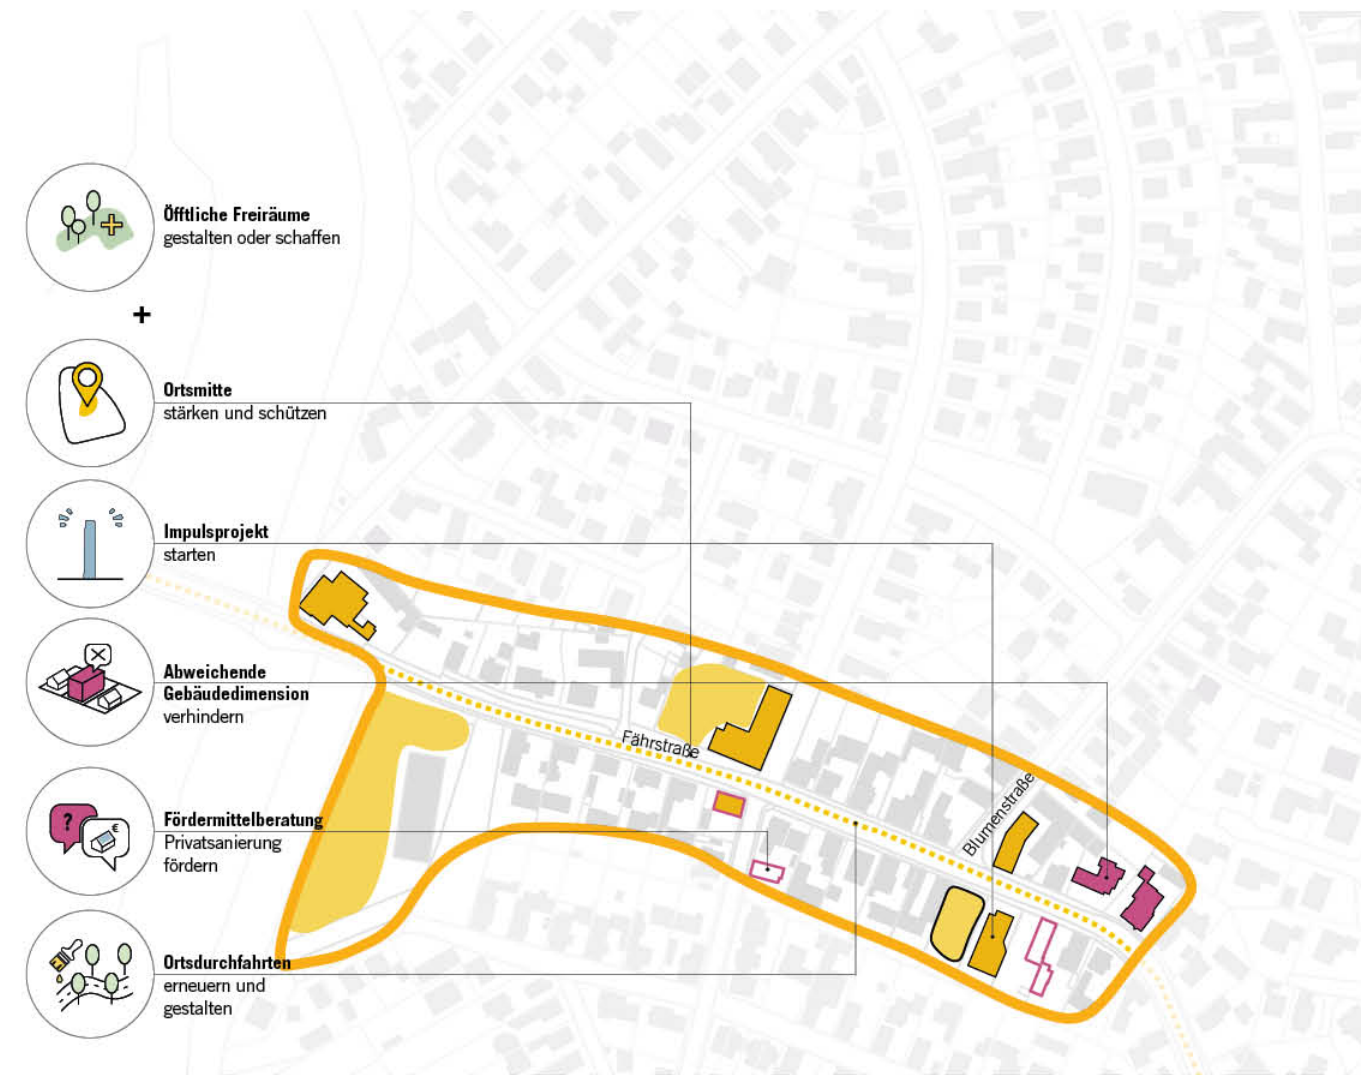 Öfftliche Freiräume
gestalten oder schaffen
+
Ortsmitte
stärken und schützen
Impulsprojekt
starten
Abweichende
Gebäudedimension
verhindern
?
€
Fördermittelberatung
Privatsanierung
fördern
Ortsdurchfahrten
erneuern und
gestalten
Fährstraße
Blumenstraße